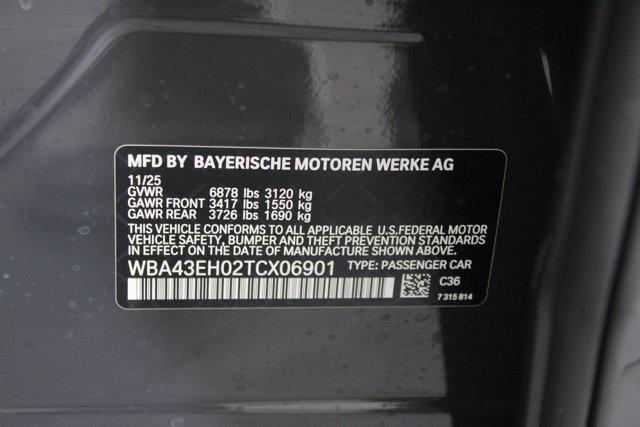 MFD BY BAYERISCHE MOTOREN WERKE AG
11/25
GVWR 6878 lbs 3120 kg
GAWR FRONT 3417 lbs 1550 kg
GAWR REAR 3726 lbs 1690 kg
THIS VEHICLE CONFORMS TO ALL APPLICABLE U.S.FEDERAL MOTOR
VEHICLE SAFETY, BUMPER, AND THEFT PREVENTION STANDARDS
IN EFFECT ON THE DATE OF MANUFACTURE SHOWN ABOVE.
WBA43EH02TCX06901 TYPE: PASSENGER CAR
C36
7 315 814